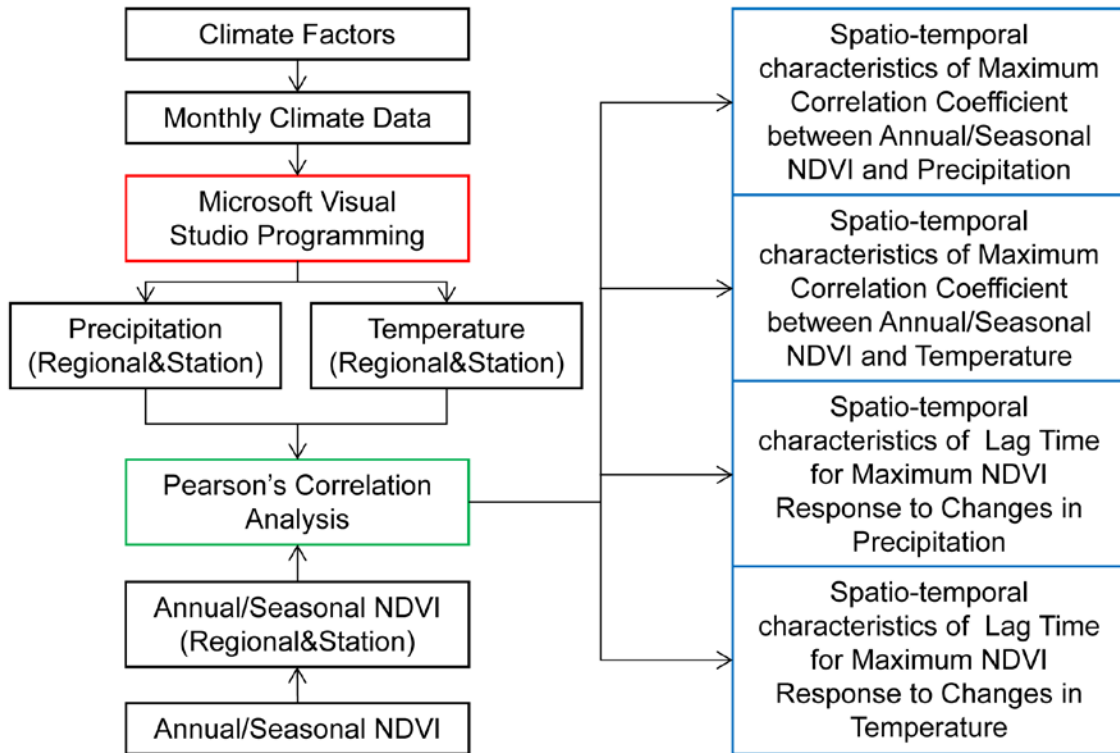 Climate Factors
Monthly Climate Data
Microsoft Visual
Studio Programming
Precipitation
(Regional&Station)
Temperature
(Regional&Station)
Pearson's Correlation
Analysis
Annual/Seasonal NDVI
(Regional&Station)
Annual/Seasonal NDVI
Spatio-temporal
characteristics of Maximum
Correlation Coefficient
between Annual/Seasonal
NDVI and Precipitation
Spatio-temporal
characteristics of Maximum
Correlation Coefficient
between Annual/Seasonal
NDVI and Temperature
Spatio-temporal
characteristics of Lag Time
for Maximum NDVI
Response to Changes in
Precipitation
Spatio-temporal
characteristics of Lag Time
for Maximum NDVI
Response to Changes in
Temperature